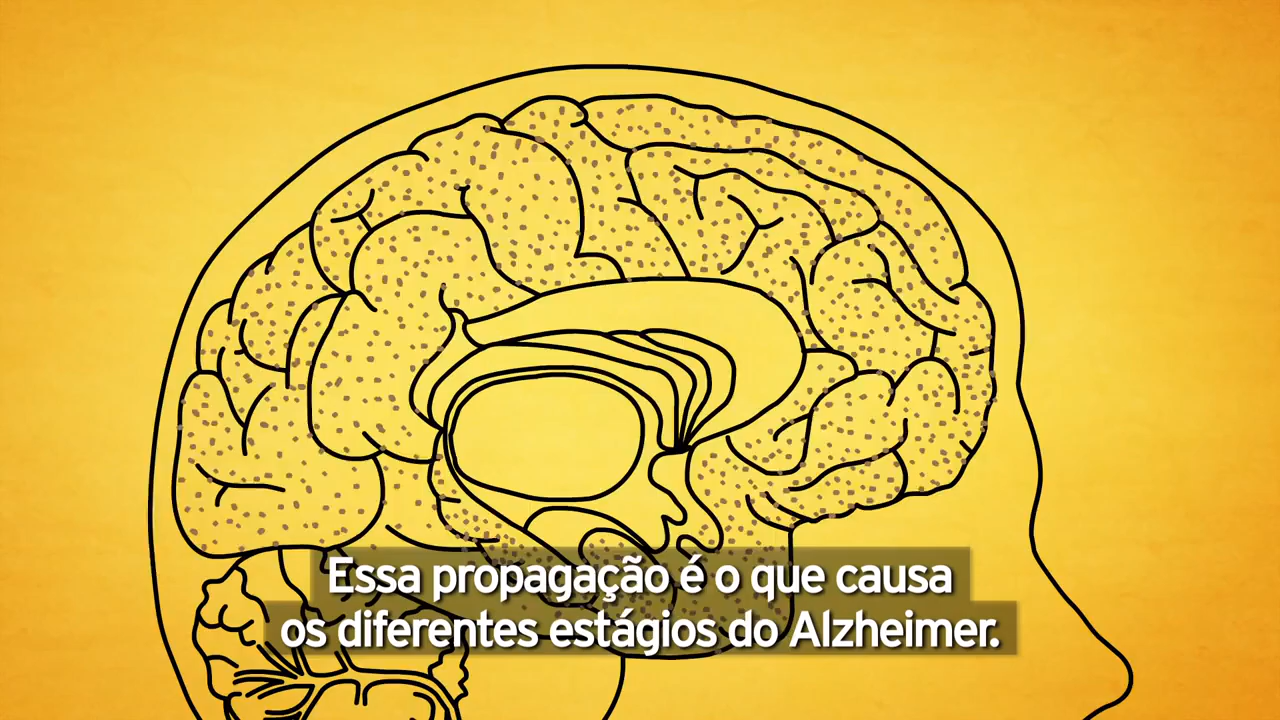 Essa propagação é o que causa
os diferentes estágios do Alzheimer.